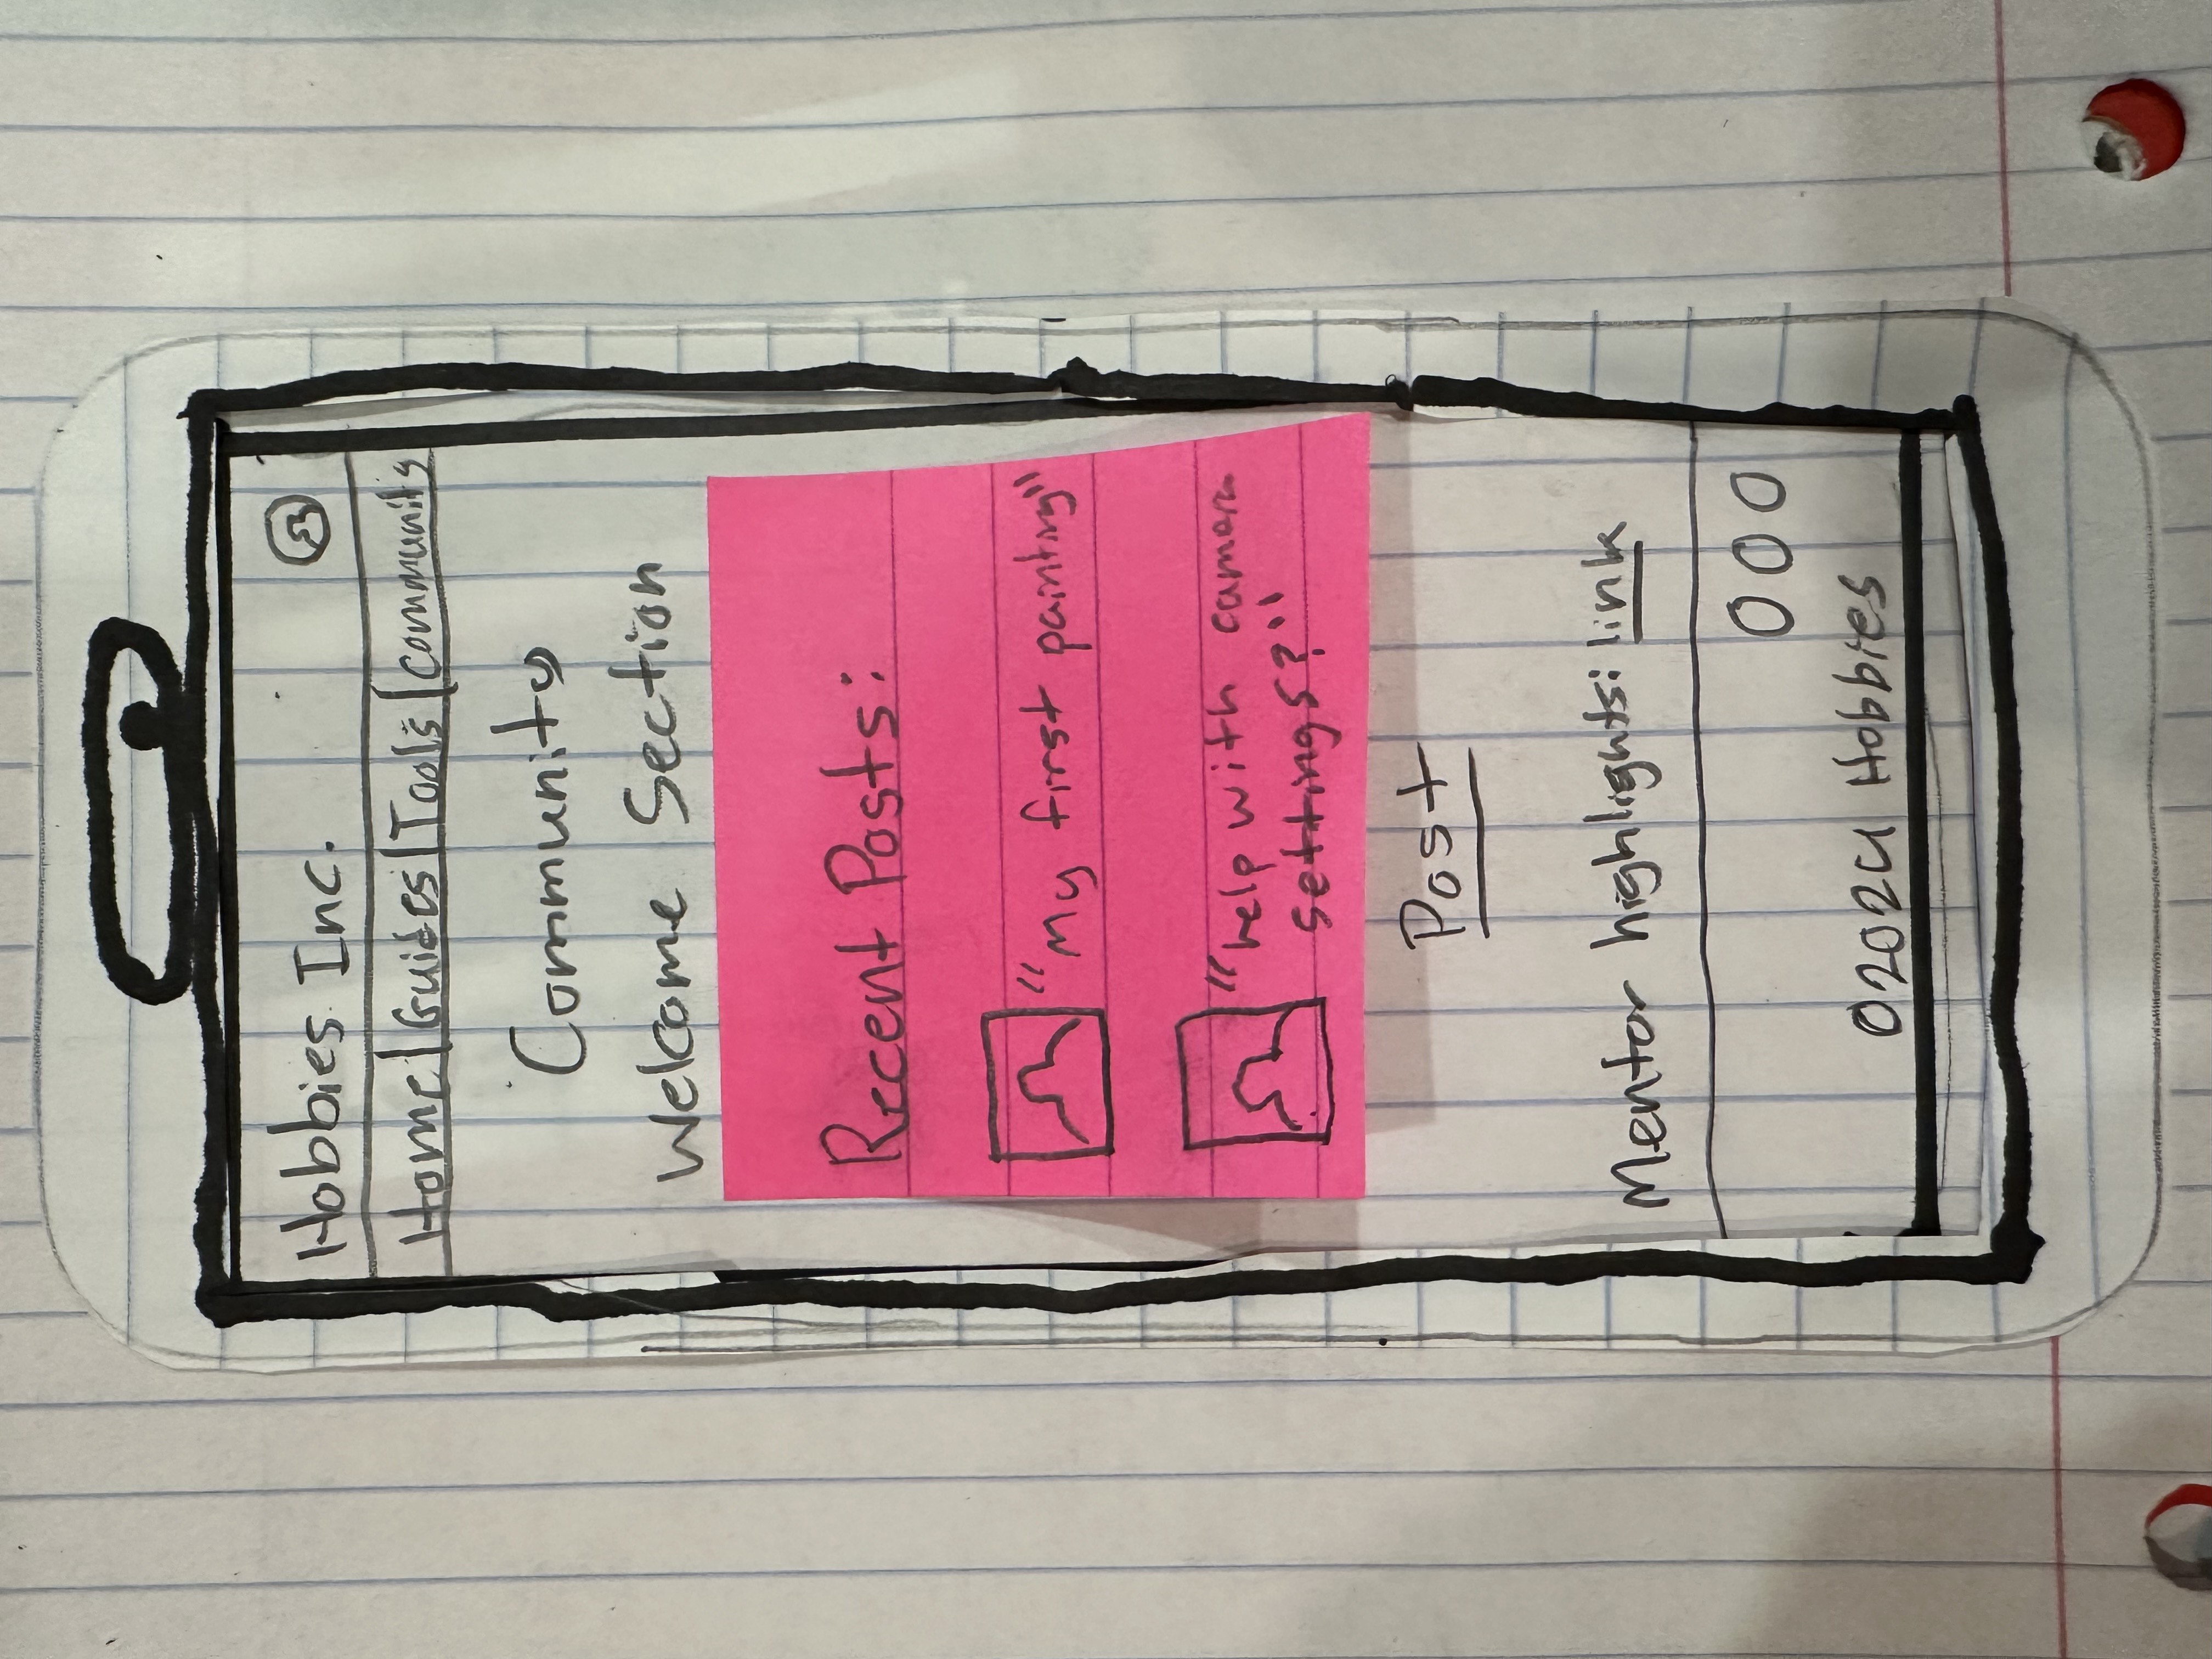 Hobbies Inc.
Home | Guides | Tools | Community
Community
Welcome Section
Recent Posts:
"My first painting"
"help with camera
settings?"
Post
Mentor highlights: link
©2024 Hobbies